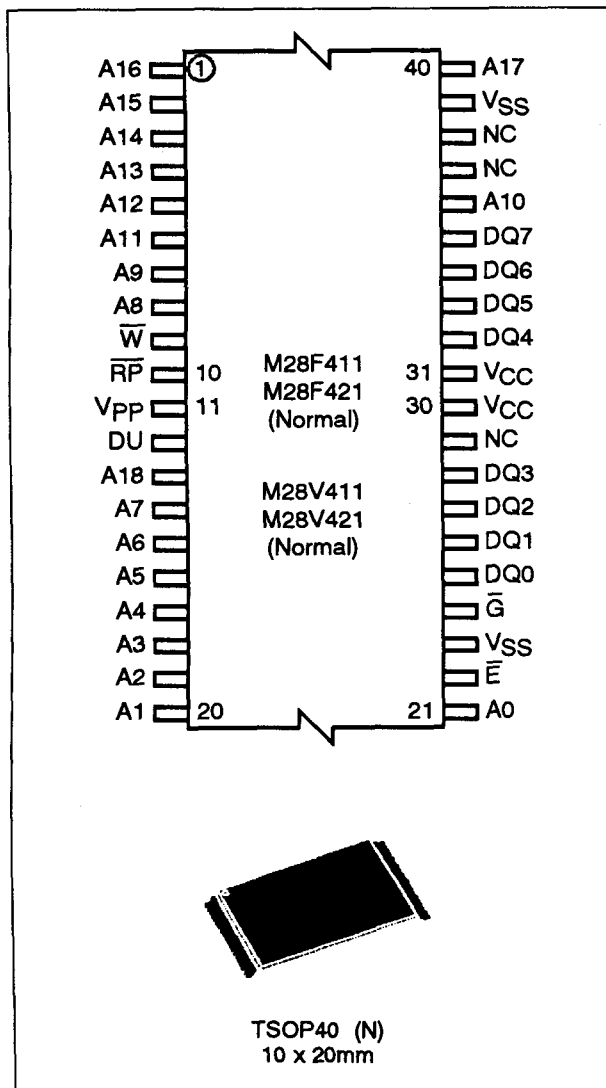 A16 1 40 A17
A15 VSS
A14 NC
A13 NC
A12 A10
A11 DQ7
A9 DQ6
A8 DQ5
W̅ DQ4
R̅P̅ 10 M28F411 31 VCC
VPP 11 M28F421 30 VCC
DU (Normal) NC
A18 DQ3
A7 M28V411 DQ2
A6 M28V421 DQ1
A5 (Normal) DQ0
A4 G̅
A3 VSS
A2 E̅
A1 20 21 A0
TSOP40 (N)
10 x 20mm